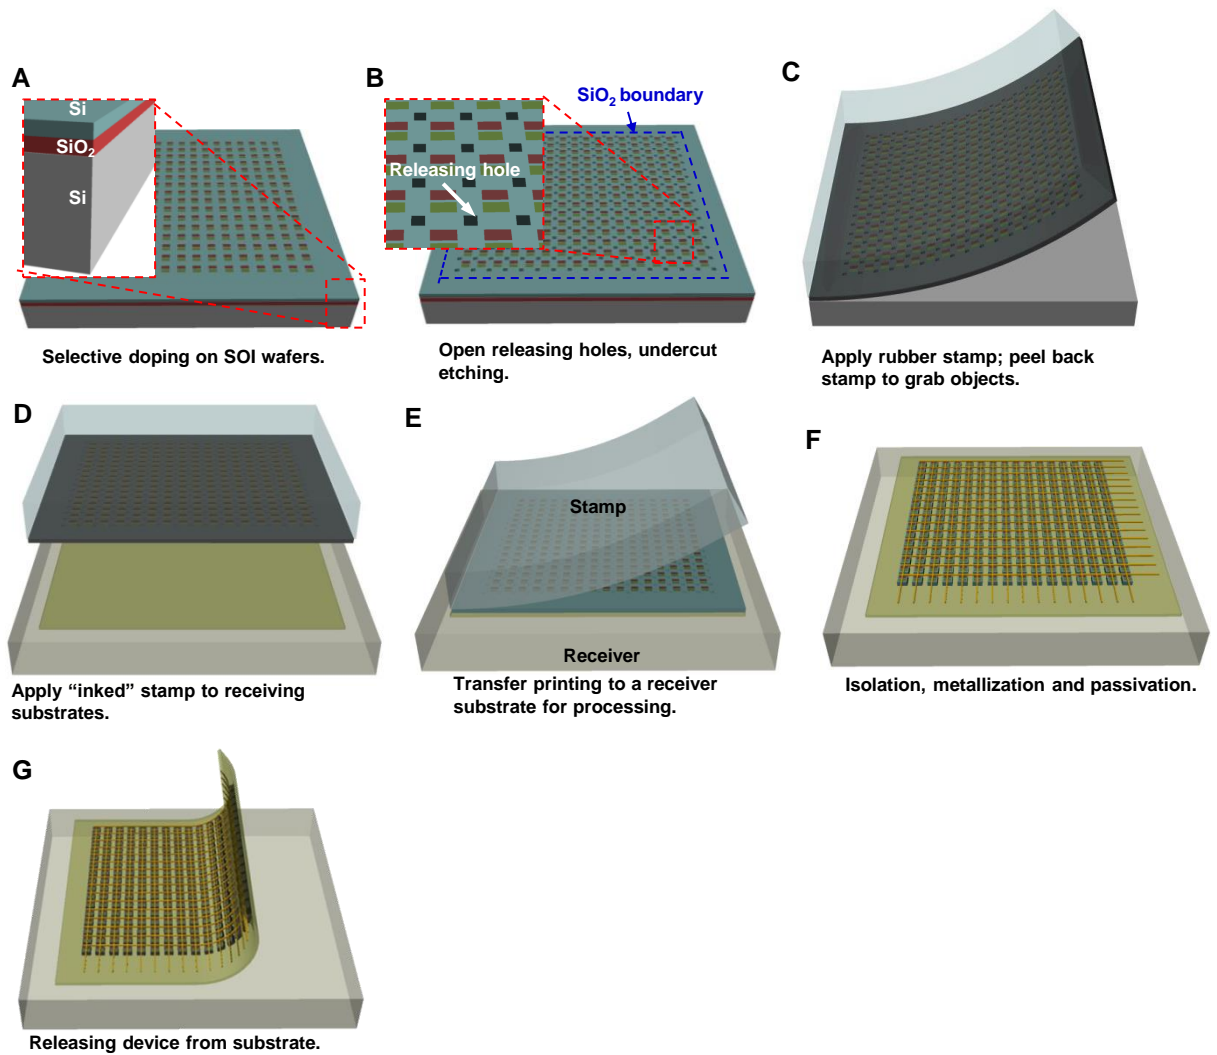 A
Si
SiO2
Si
Selective doping on SOI wafers.
B
SiO2 boundary
Releasing hole
Open releasing holes, undercut
etching.
C
Apply rubber stamp; peel back
stamp to grab objects.
D
Apply “inked” stamp to receiving
substrates.
E
Stamp
Receiver
Transfer printing to a receiver
substrate for processing.
F
Isolation, metallization and passivation.
G
Releasing device from substrate.